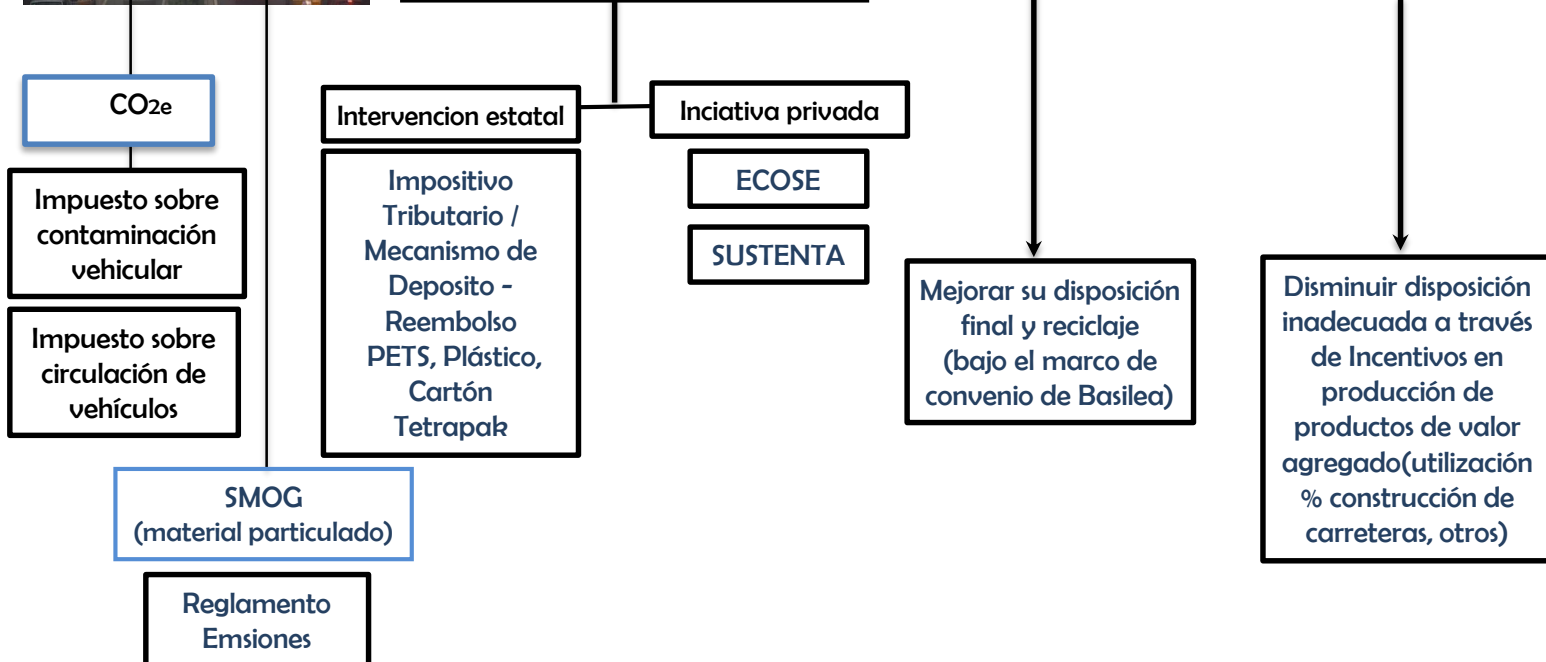 CO2e
Impuesto sobre
contaminación
vehicular
Impuesto sobre
circulación de
vehículos
SMOG
(material particulado)
Reglamento
Emsiones
Intervencion estatal
Impositivo
Tributario /
Mecanismo de
Deposito -
Reembolso
PETS, Plástico,
Cartón
Tetrapak
Inciativa privada
ECOSE
SUSTENTA
Mejorar su disposición
final y reciclaje
(bajo el marco de
convenio de Basilea)
Disminuir disposición
inadecuada a través
de Incentivos en
producción de
productos de valor
agregado(utilización
% construcción de
carreteras, otros)